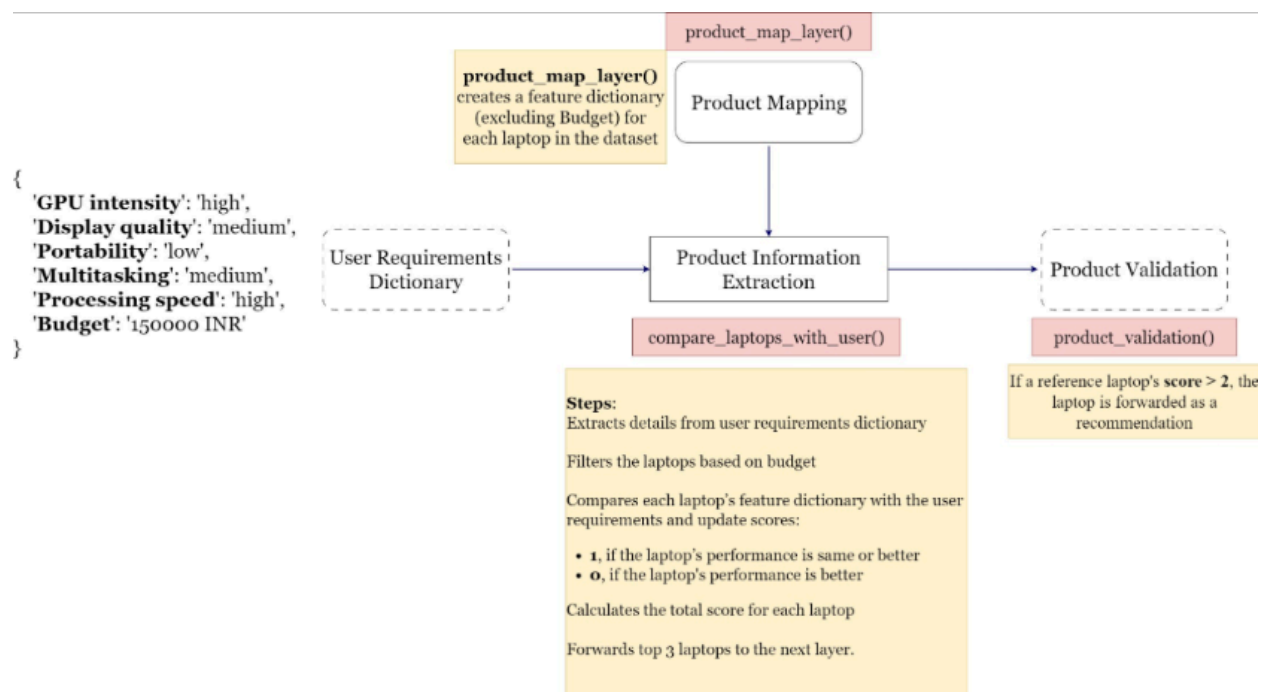 product_map_layer()
product_map_layer()
creates a feature dictionary
(excluding Budget) for
each laptop in the dataset
Product Mapping
{
'GPU intensity': 'high',
'Display quality': 'medium',
'Portability': 'low',
'Multitasking': 'medium',
'Processing speed': 'high',
'Budget': '150000 INR'
}
User Requirements
Dictionary
Product Information
Extraction
Product Validation
compare_laptops_with_user()
product_validation()
Steps:
Extracts details from user requirements dictionary
Filters the laptops based on budget
Compares each laptop's feature dictionary with the user
requirements and update scores:
• 1, if the laptop's performance is same or better
• 0, if the laptop's performance is better
Calculates the total score for each laptop
Forwards top 3 laptops to the next layer.
If a reference laptop's score > 2, the
laptop is forwarded as a
recommendation